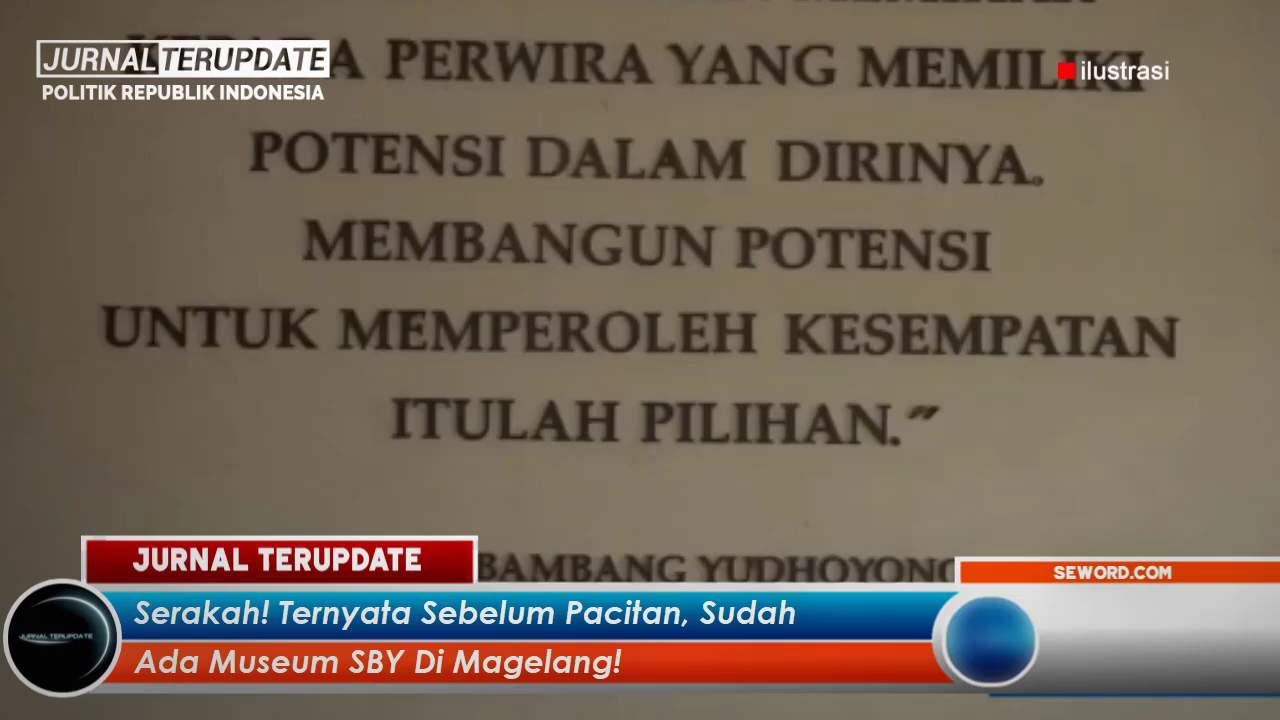 JURNALTERUPDATE
POLITIK REPUBLIK INDONESIA
ilustrasi
PERWIRA YANG MEMILIKI
POTENSI DALAM DIRINYA.
MEMBANGUN POTENSI
UNTUK MEMPEROLEH KESEMPATAN
ITULAH PILIHAN.”
BAMBANG YUDHOYONO
JURNAL TERUPDATE
SEWORD.COM
JURNAL TERUPDATE
Serakah! Ternyata Sebelum Pacitan, Sudah
Ada Museum SBY Di Magelang!